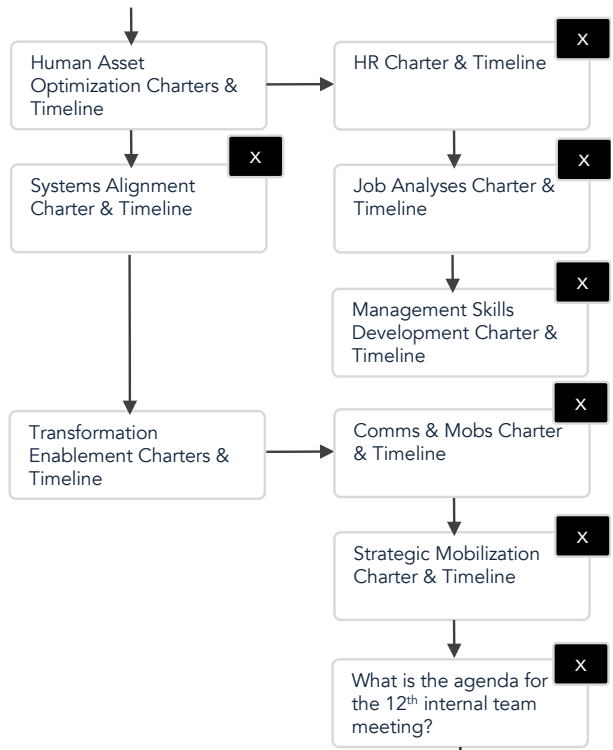 X
Human Asset
Optimization Charters &
Timeline
HR Charter & Timeline
X
Systems Alignment
Charter & Timeline
X
Job Analyses Charter &
Timeline
X
Management Skills
Development Charter &
Timeline
X
Transformation
Enablement Charters &
Timeline
Comms & Mobs Charter
& Timeline
X
Strategic Mobilization
Charter & Timeline
X
What is the agenda for
the 12th internal team
meeting?